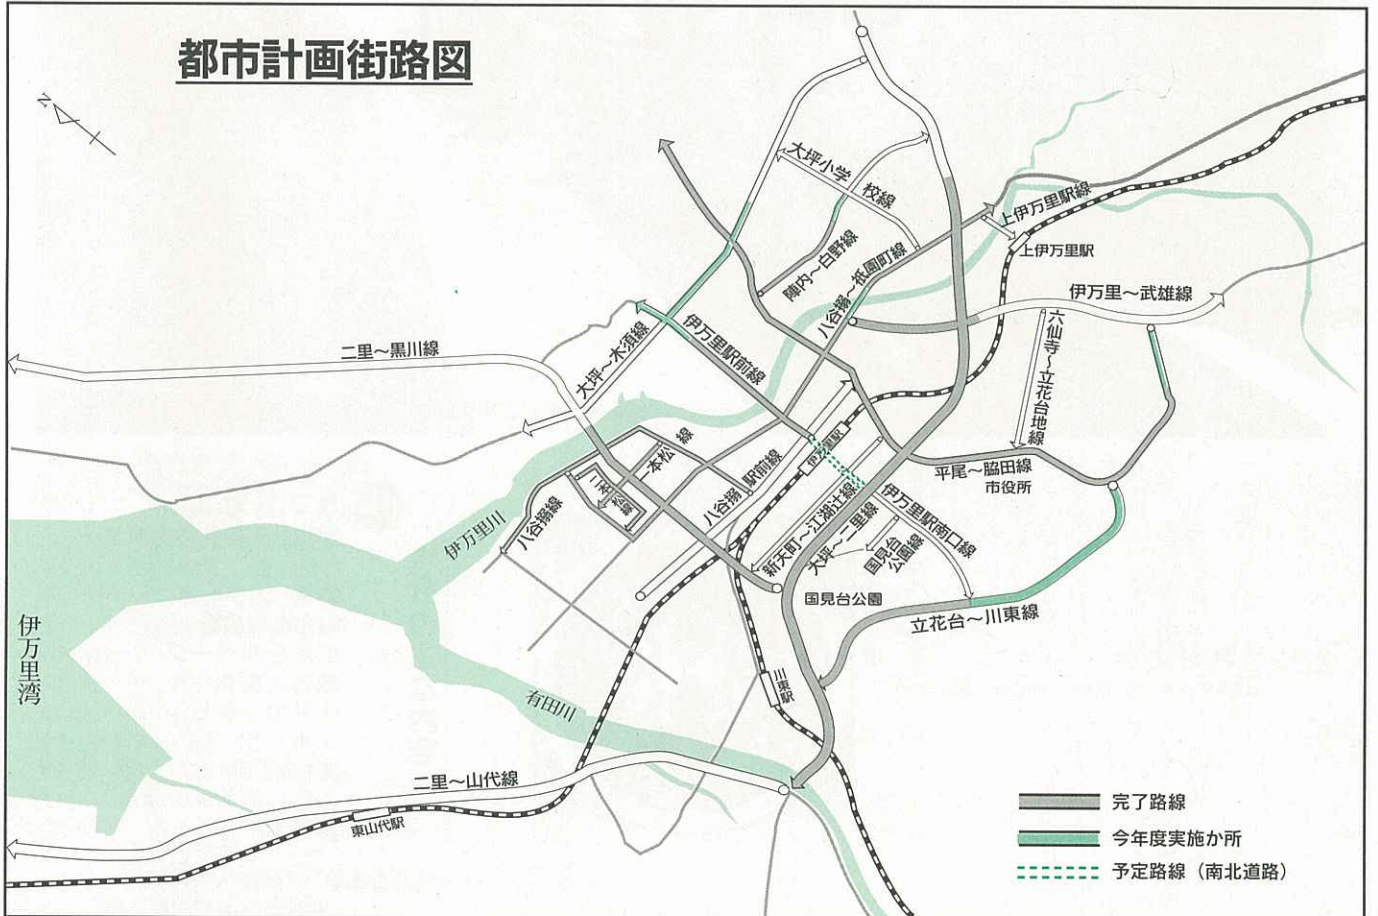 都市計画街路図
N
大坪小学校線
上伊万里駅線
上伊万里駅
陣内～白野線
八谷搦～祇園町線
伊万里～武雄線
二里～黒川線
大坪～木須線
伊万里駅前線
六仙寺～立花台地線
一本松線
二本松線
八谷搦駅前線
伊万里駅
平尾～脇田線
市役所
八谷搦線
伊万里川
新天町～江湖辻線
大坪～二里線
伊万里駅南口線
国見台公園線
国見台公園
立花台～川東線
伊万里湾
有田川
川東駅
二里～山代線
東山代駅
完了路線
今年度実施か所
予定路線（南北道路）